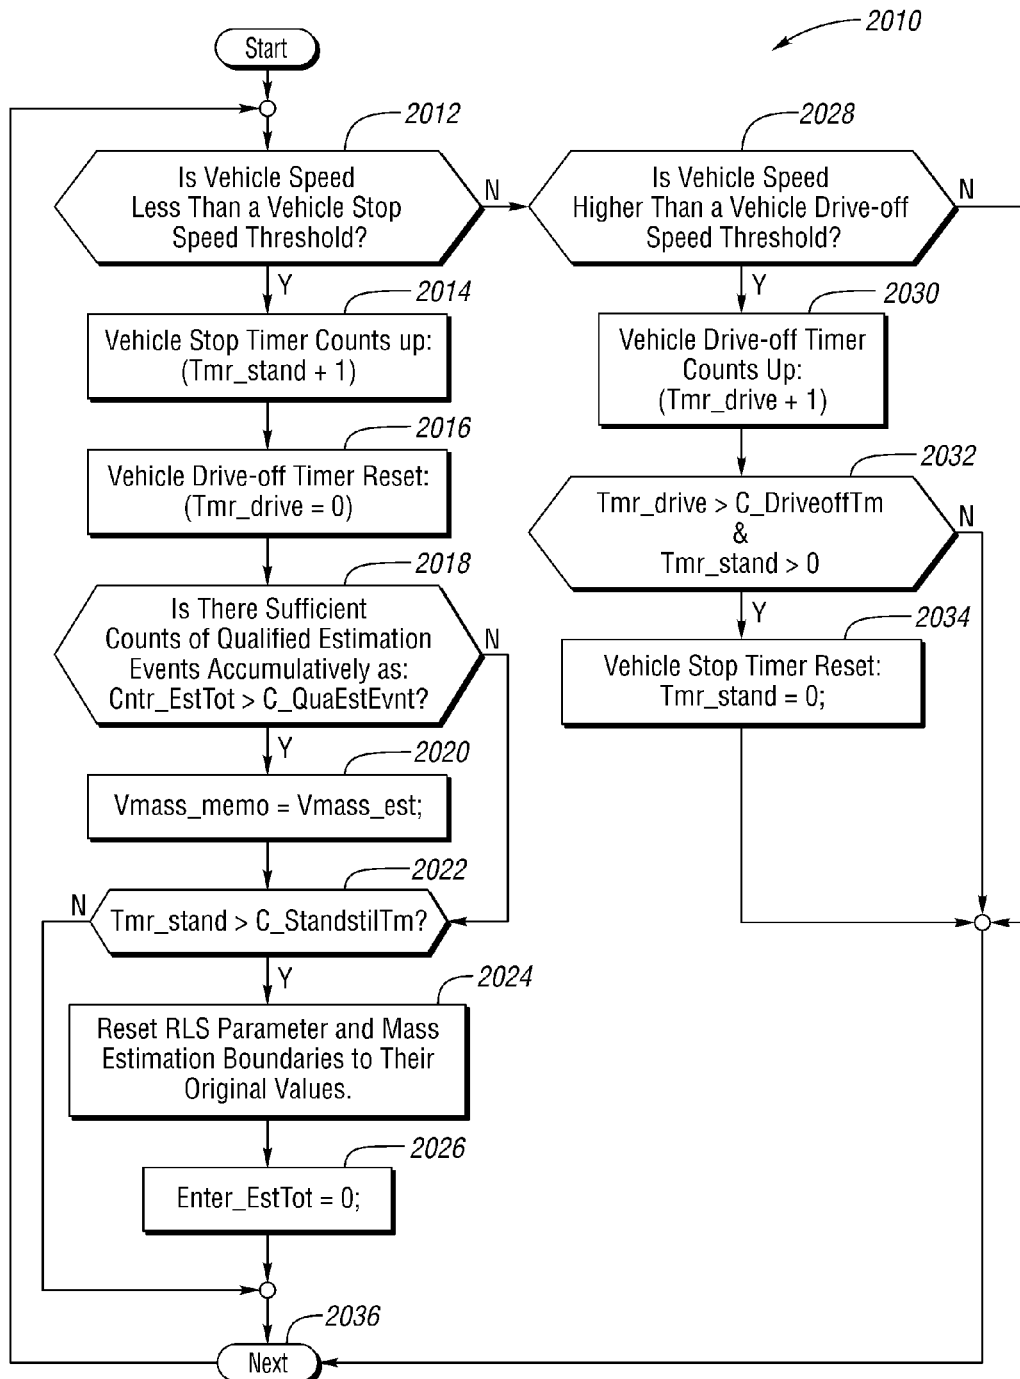 2010
Start
2012
Is Vehicle Speed
Less Than a Vehicle Stop
Speed Threshold?
N
Y
2014
Vehicle Stop Timer Counts up:
(Tmr_stand + 1)
2016
Vehicle Drive-off Timer Reset:
(Tmr_drive = 0)
2018
Is There Sufficient
Counts of Qualified Estimation
Events Accumulatively as:
Cntr_EstTot > C_QuaEstEvnt?
N
Y
2020
Vmass_memo = Vmass_est;
2022
N
Tmr_stand > C_StandstilTm?
Y
2024
Reset RLS Parameter and Mass
Estimation Boundaries to Their
Original Values.
2026
Enter_EstTot = 0;
2036
Next
2028
Is Vehicle Speed
Higher Than a Vehicle Drive-off
Speed Threshold?
N
Y
2030
Vehicle Drive-off Timer
Counts Up:
(Tmr_drive + 1)
2032
Tmr_drive > C_DriveoffTm
&
Tmr_stand > 0
N
Y
2034
Vehicle Stop Timer Reset:
Tmr_stand = 0;